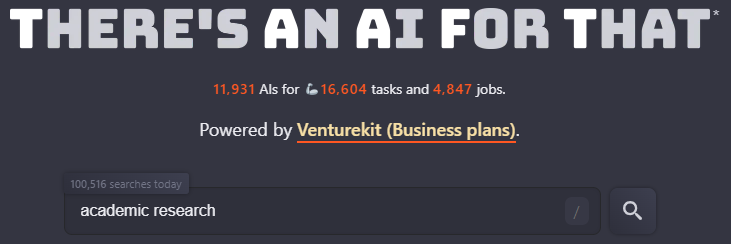 THERE'S AN AI FOR THAT*
11,931 AIs for 🦾16,604 tasks and 4,847 jobs.
Powered by Venturekit (Business plans).
100,516 searches today
academic research /